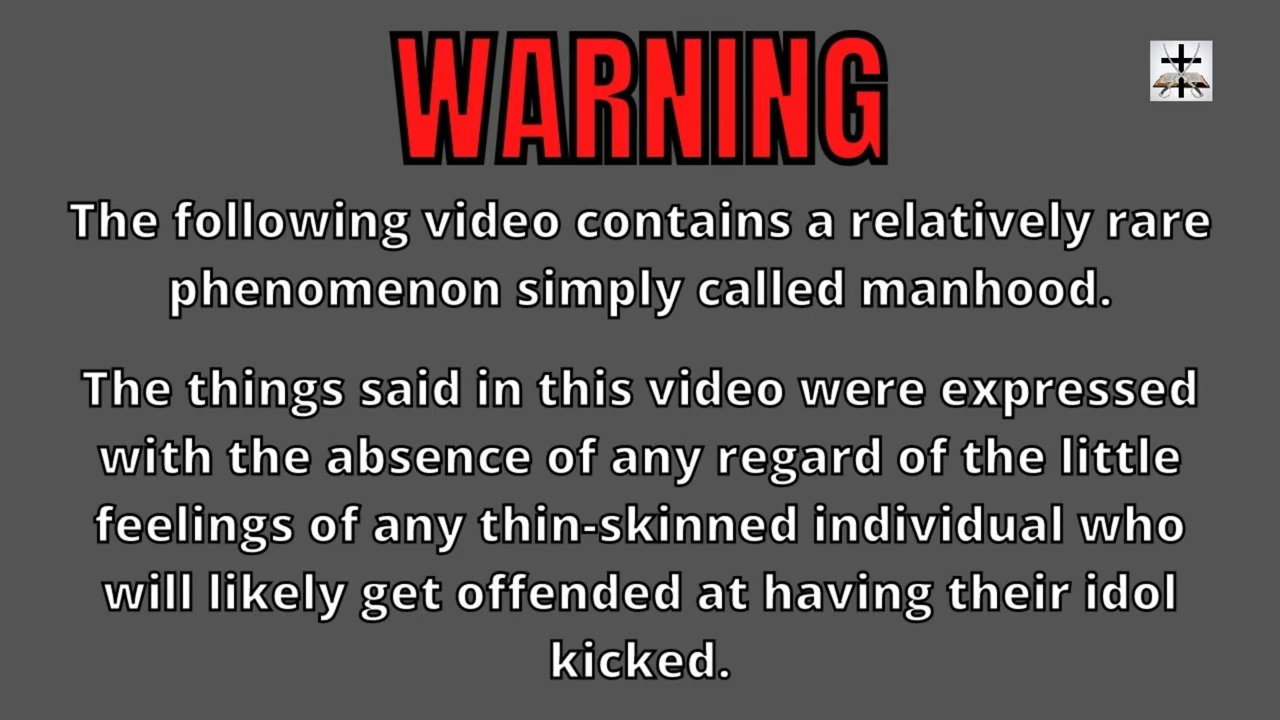 WARNING
The following video contains a relatively rare
phenomenon simply called manhood.
The things said in this video were expressed
with the absence of any regard of the little
feelings of any thin-skinned individual who
will likely get offended at having their idol
kicked.